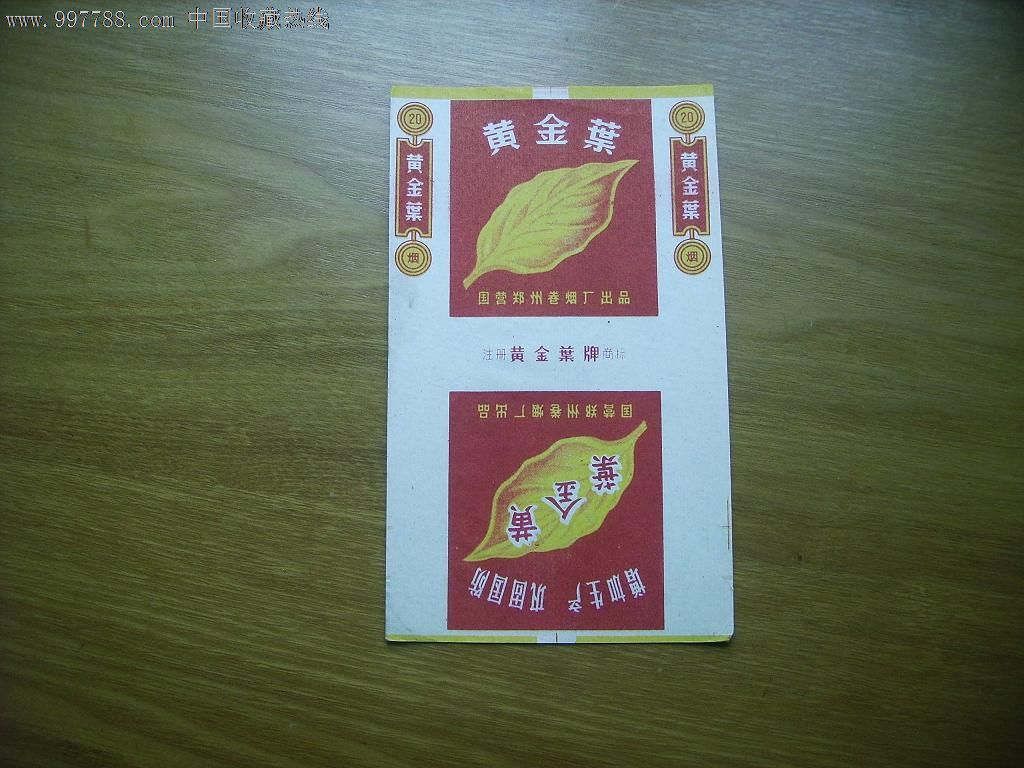 www.997788.com 中国收藏热线
20
黄金葉
烟
黄金葉
国营郑州卷烟厂出品
20
黄金葉
烟
注册 黄金葉牌 商标
国营郑州卷烟厂出品
黄金葉
增加生产 巩固国防